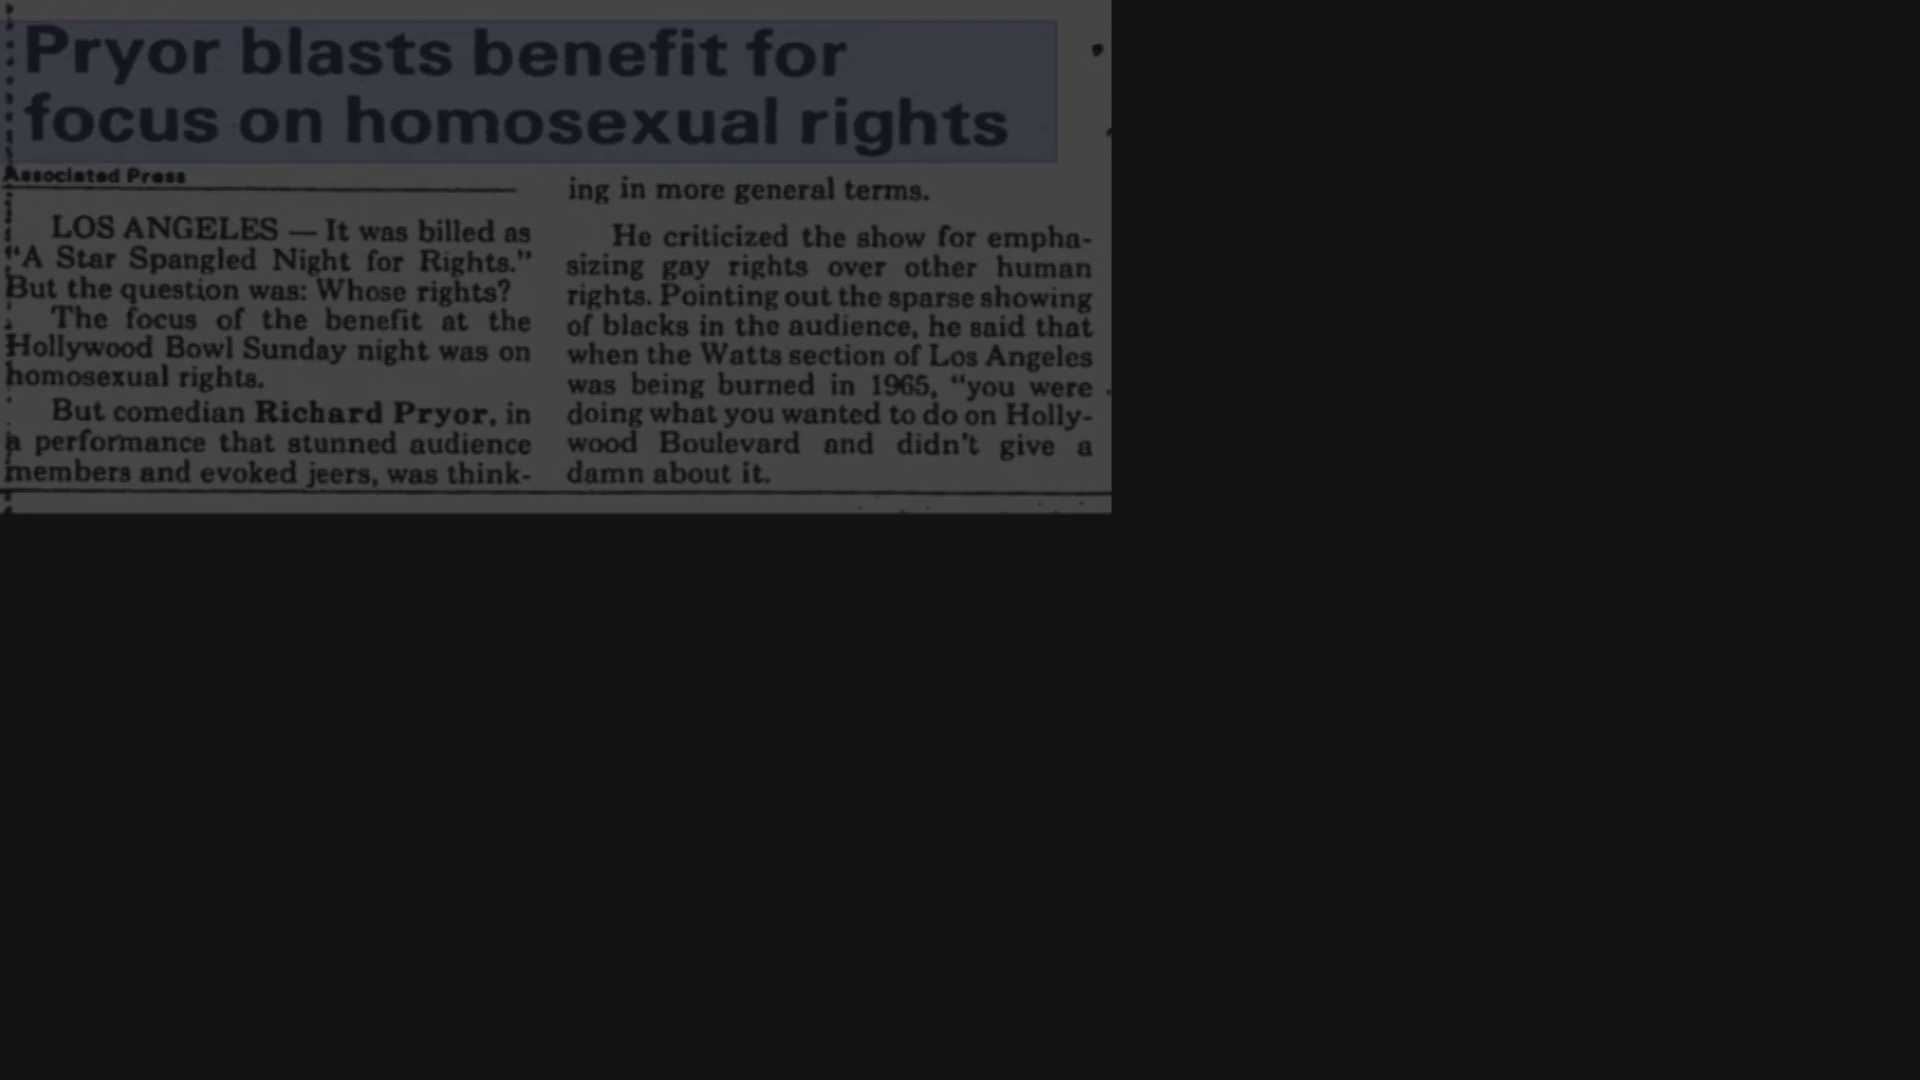 Pryor blasts benefit for
focus on homosexual rights
Associated Press
LOS ANGELES — It was billed as
"A Star Spangled Night for Rights."
But the question was: Whose rights?
The focus of the benefit at the
Hollywood Bowl Sunday night was on
homosexual rights.
But comedian Richard Pryor, in
a performance that stunned audience
members and evoked jeers, was think-
ing in more general terms.
He criticized the show for empha-
sizing gay rights over other human
rights. Pointing out the sparse showing
of blacks in the audience, he said that
when the Watts section of Los Angeles
was being burned in 1965, "you were
doing what you wanted to do on Holly-
wood Boulevard and didn't give a
damn about it.